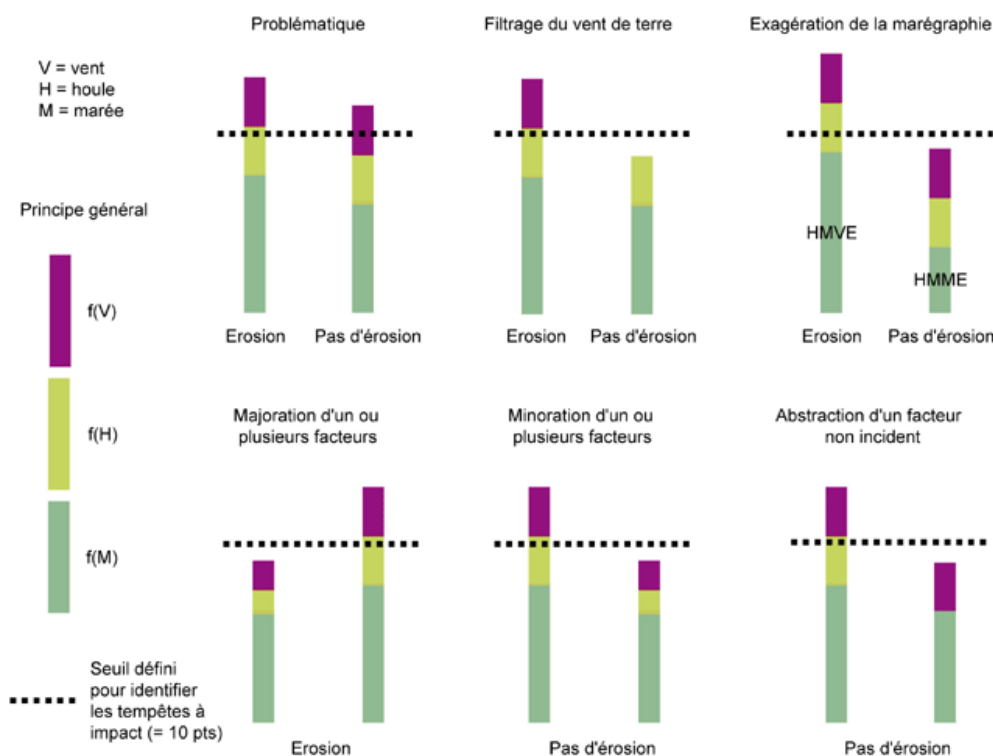 Problématique
Filtrage du vent de terre
Exagération de la marégraphie
V = vent
H = houle
M = marée
Principe général
f(V)
f(H)
f(M)
Seuil défini
pour identifier
les tempêtes à
impact (= 10 pts)
HMVE
HMME
Erosion
Pas d'érosion
Erosion
Pas d'érosion
Erosion
Pas d'érosion
Majoration d'un ou
plusieurs facteurs
Minoration d'un ou
plusieurs facteurs
Abstraction d'un facteur
non incident
Erosion
Pas d'érosion
Pas d'érosion